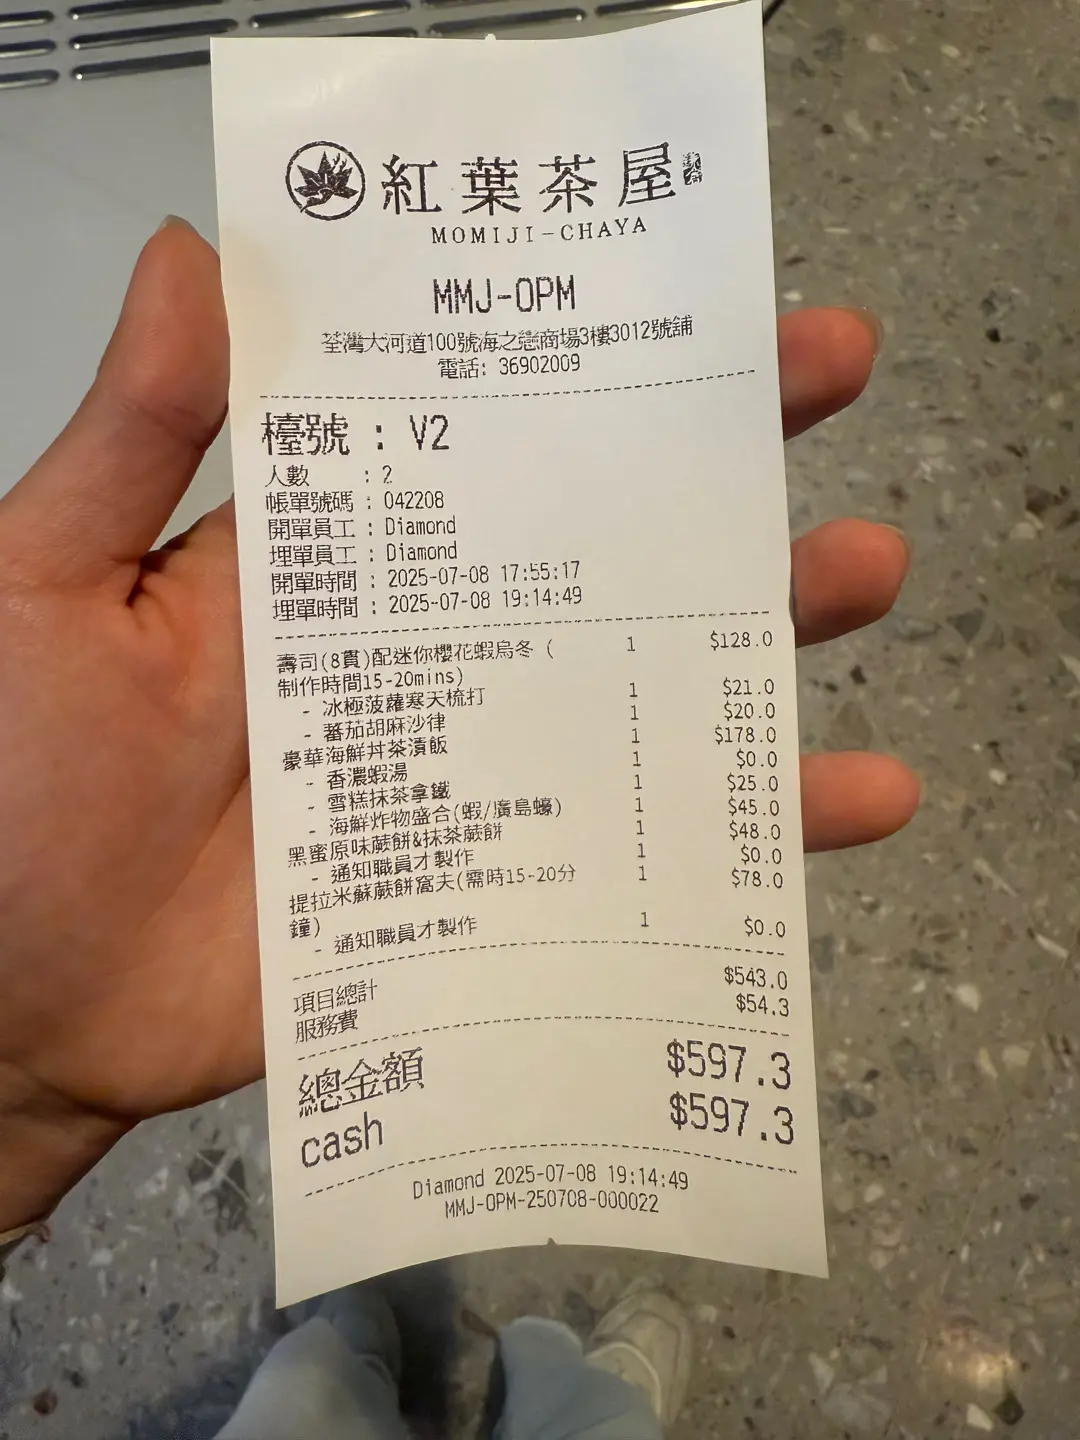 紅葉茶屋
MOMIJI-CHAYA
MMJ-OPM
荃灣大河道100號海之戀商場3樓3012號舖
電話: 36902009
檯號 : V2
人數 : 2
帳單號碼 : 042208
開單員工 : Diamond
埋單員工 : Diamond
開單時間 : 2025-07-08 17:55:17
埋單時間 : 2025-07-08 19:14:49
壽司(8貫)配迷你櫻花蝦烏冬 ( 1 $128.0
制作時間15-20mins)
- 冰極菠蘿寒天梳打 1 $21.0
- 蕃茄胡麻沙律 1 $20.0
豪華海鮮丼茶漬飯 1 $178.0
- 香濃蝦湯 1 $0.0
- 雪糕抹茶拿鐵 1 $25.0
- 海鮮炸物盛合(蝦/廣島蠔) 1 $45.0
黑蜜原味蕨餅&抹茶蕨餅 1 $48.0
- 通知職員才製作 1 $0.0
提拉米蘇蕨餅窩夫(需時15-20分 1 $78.0
鐘)
- 通知職員才製作 1 $0.0
項目總計 $543.0
服務費 $54.3
總金額 $597.3
cash $597.3
Diamond 2025-07-08 19:14:49
MMJ-OPM-250708-000022